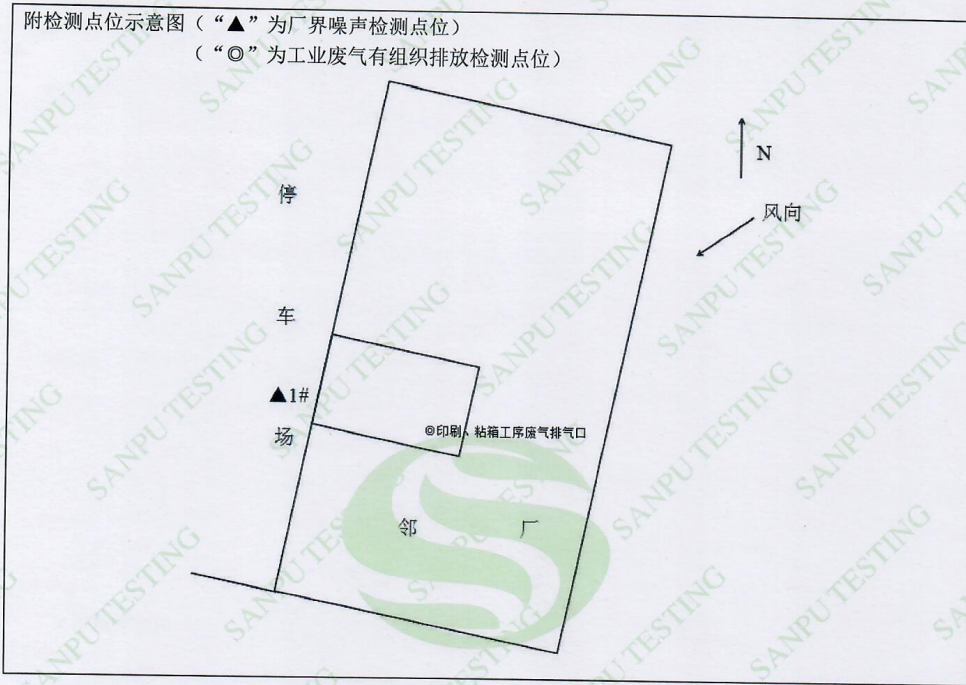 附检测点位示意图（“▲”为厂界噪声检测点位）
（“◎”为工业废气有组织排放检测点位）
N
风向
停
车
▲1#
场
◎印刷、粘箱工序废气排气口
邻 厂
SANPU TESTING